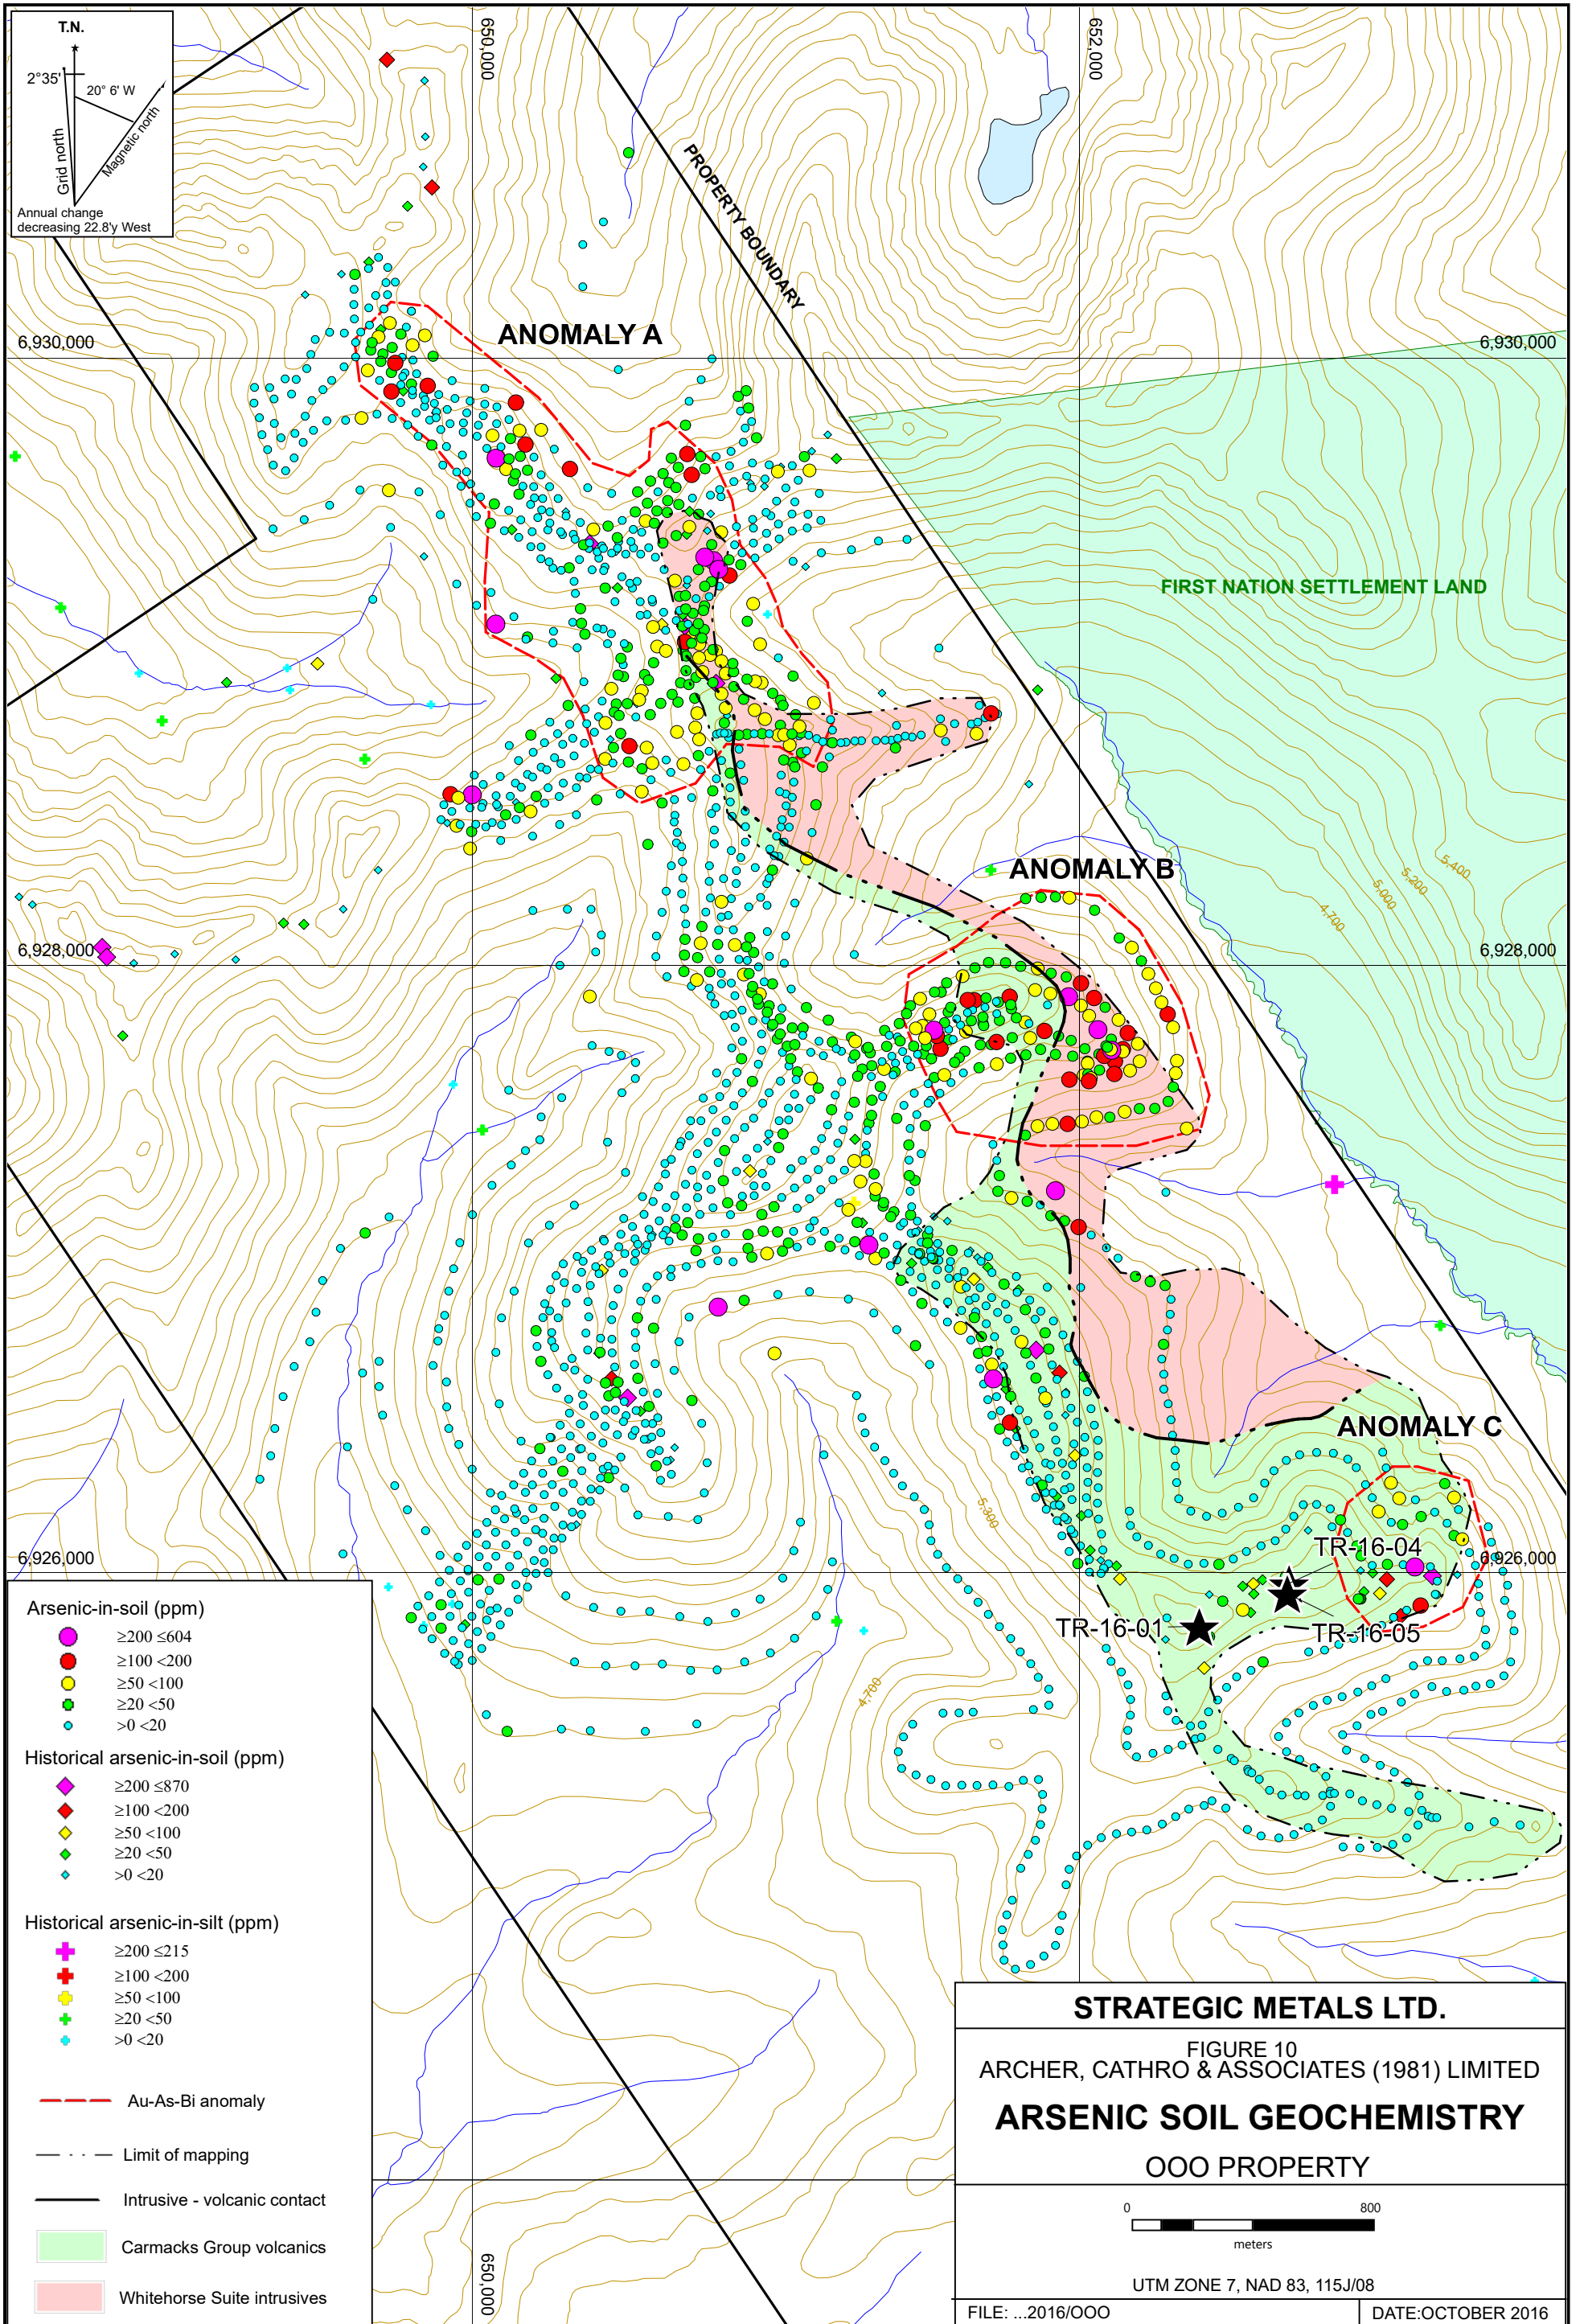 T.N.
2°35'
20° 6' W
Grid north
Magnetic north
Annual change
decreasing 22.8'y West
650,000
652,000
PROPERTY BOUNDARY
ANOMALY A
6,930,000
6,930,000
FIRST NATION SETTLEMENT LAND
ANOMALY B
5,400
5,200
5,000
4,700
6,928,000
6,928,000
ANOMALY C
5,300
TR-16-04
6,926,000
6,926,000
TR-16-01
TR-16-05
4,700
Arsenic-in-soil (ppm)
≥200 ≤604
≥100 <200
≥50 <100
≥20 <50
>0 <20
Historical arsenic-in-soil (ppm)
≥200 ≤870
≥100 <200
≥50 <100
≥20 <50
>0 <20
Historical arsenic-in-silt (ppm)
≥200 ≤215
≥100 <200
≥50 <100
≥20 <50
>0 <20
Au-As-Bi anomaly
Limit of mapping
Intrusive - volcanic contact
Carmacks Group volcanics
Whitehorse Suite intrusives
650,000
STRATEGIC METALS LTD.
FIGURE 10
ARCHER, CATHRO & ASSOCIATES (1981) LIMITED
ARSENIC SOIL GEOCHEMISTRY
OOO PROPERTY
0 800
meters
UTM ZONE 7, NAD 83, 115J/08
FILE: ...2016/OOO DATE:OCTOBER 2016